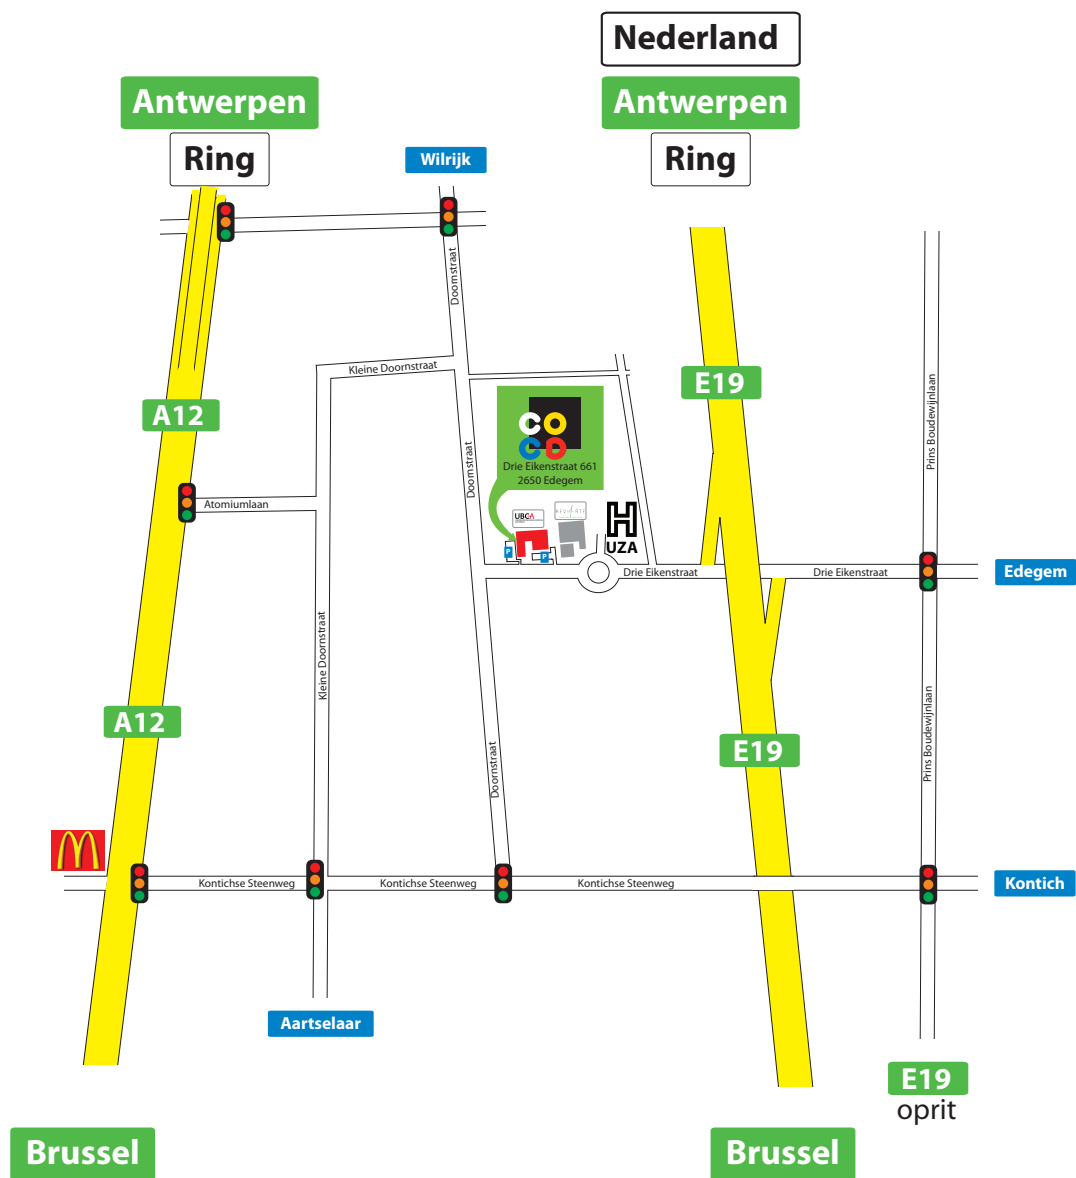 Nederland
Antwerpen
Antwerpen
Ring
Ring
Wilrijk
Doornstraat
Kleine Doornstraat
E19
Prins Boudewijnlaan
A12
COCD
Drie Eikenstraat 661
2650 Edegem
Doornstraat
Atomiumlaan
UBCA
H
UZA
P
P
Drie Eikenstraat
Drie Eikenstraat
Edegem
Kleine Doornstraat
Prins Boudewijnlaan
A12
E19
Doornstraat
M
Kontichse Steenweg
Kontichse Steenweg
Kontichse Steenweg
Kontich
Aartselaar
E19
oprit
Brussel
Brussel